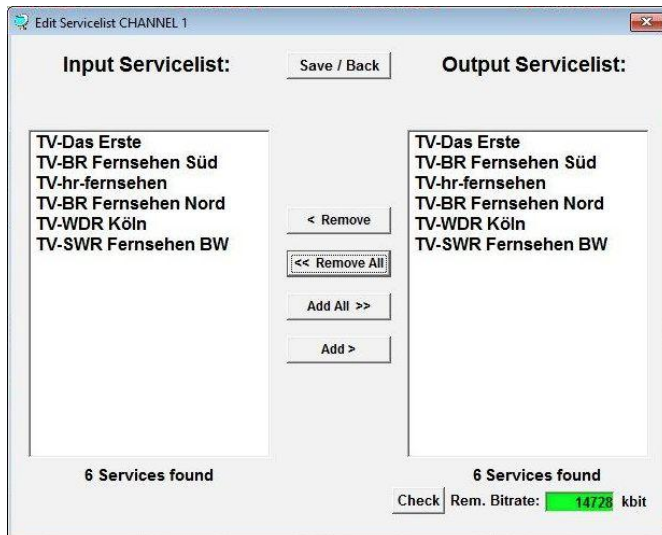 Edit Servicelist CHANNEL 1
Input Servicelist:
Save / Back
Output Servicelist:
TV-Das Erste
TV-BR Fernsehen Süd
TV-hr-fernsehen
TV-BR Fernsehen Nord
TV-WDR Köln
TV-SWR Fernsehen BW
6 Services found
< Remove
<< Remove All
Add All >>
Add >
TV-Das Erste
TV-BR Fernsehen Süd
TV-hr-fernsehen
TV-BR Fernsehen Nord
TV-WDR Köln
TV-SWR Fernsehen BW
6 Services found
Check Rem. Bitrate: 14728 kbit